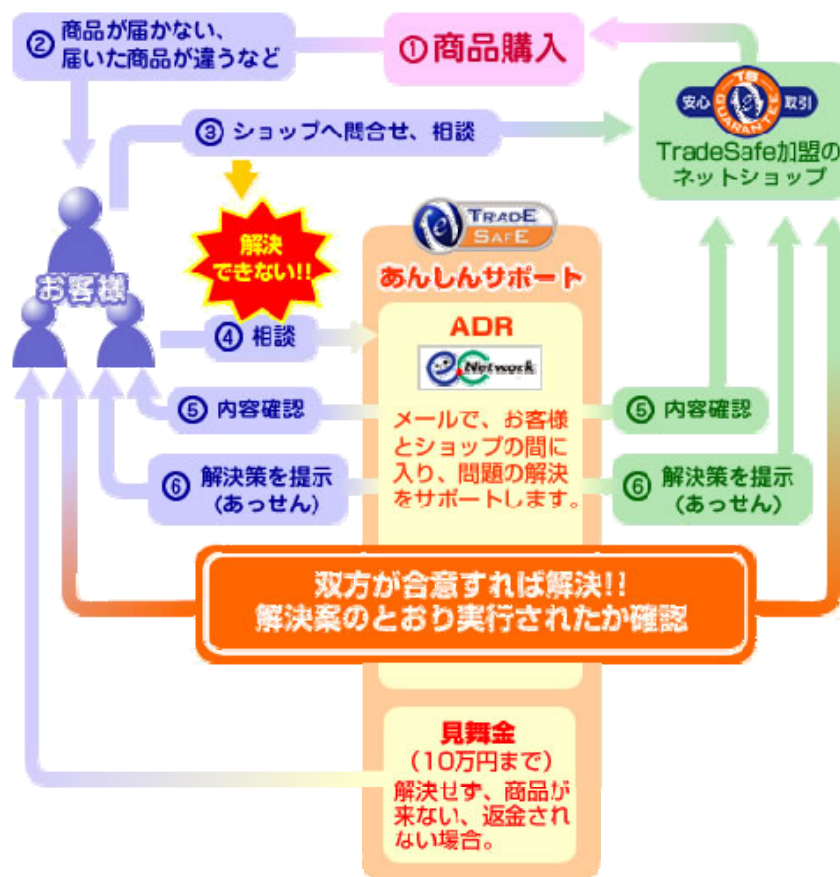 ② 商品が届かない、
届いた商品が違うなど
①商品購入
安心
TS
GUARANTEE
取引
TradeSafe加盟の
ネットショップ
③ ショップへ問合せ、相談
解決
できない!!
お客様
TRADE
SAFE
あんしんサポート
ADR
Network
④ 相談
⑤ 内容確認
メールで、お客様
とショップの間に
入り、問題の解決
をサポートします。
⑤ 内容確認
⑥ 解決策を提示
(あっせん)
⑥ 解決策を提示
(あっせん)
双方が合意すれば解決!!
解決案のとおり実行されたか確認
見舞金
(10万円まで)
解決せず、商品が
来ない、返金され
ない場合。